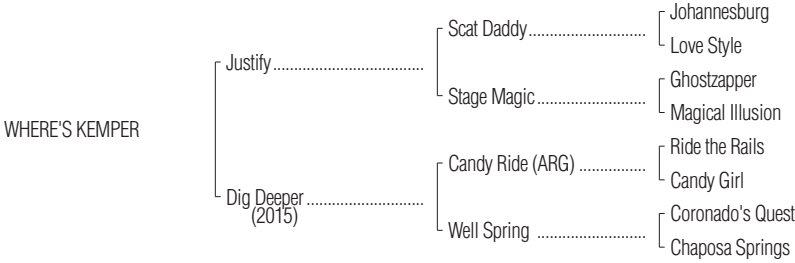 Johannesburg
Scat Daddy
Love Style
Justify
Ghostzapper
Stage Magic
Magical Illusion
WHERE'S KEMPER
Ride the Rails
Candy Ride (ARG)
Candy Girl
Dig Deeper
(2015)
Coronado's Quest
Well Spring
Chaposa Springs